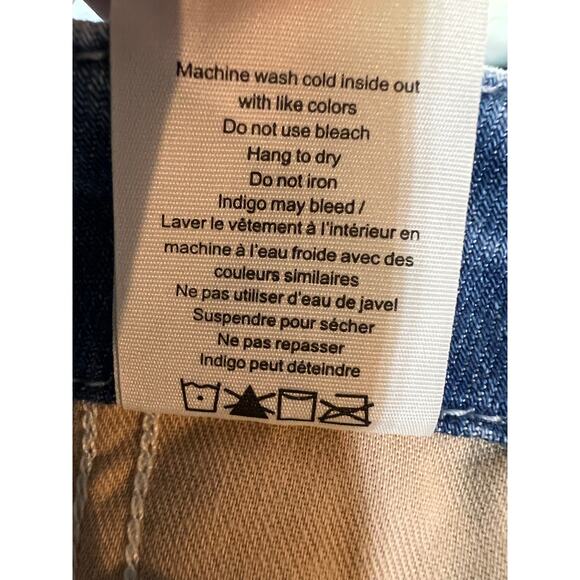 Machine wash cold inside out
with like colors
Do not use bleach
Hang to dry
Do not iron
Indigo may bleed /
Laver le vêtement à l'intérieur en
machine à l'eau froide avec des
couleurs similaires
Ne pas utiliser d'eau de javel
Suspendre pour sécher
Ne pas repasser
Indigo peut déteindre